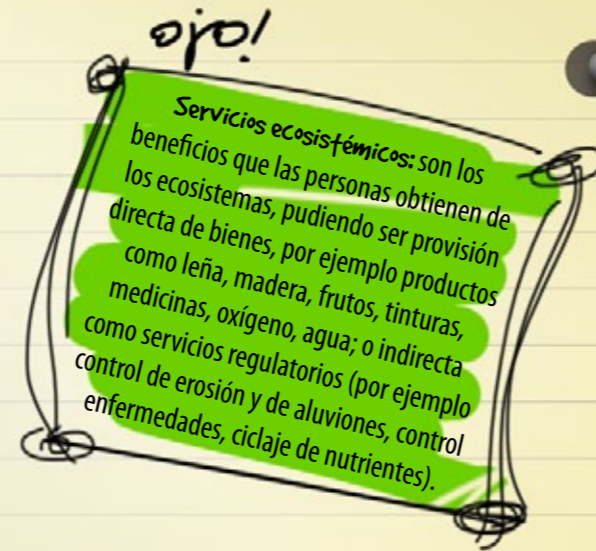 ojo!
Servicios ecosistémicos: son los
beneficios que las personas obtienen de
los ecosistemas, pudiendo ser provisión
directa de bienes, por ejemplo productos
como leña, madera, frutos, tinturas,
medicinas, oxígeno, agua; o indirecta
como servicios regulatorios (por ejemplo
control de erosión y de aluviones, control
enfermedades, ciclaje de nutrientes).